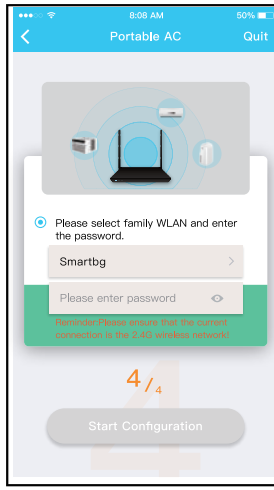 8:08 AM
50%
Portable AC
Quit
Please select family WLAN and enter
the password.
Smartbg
Please enter password
Reminder:Please ensure that the current
connection is the 2.4G wireless network!
4/4
Start Configuration
4